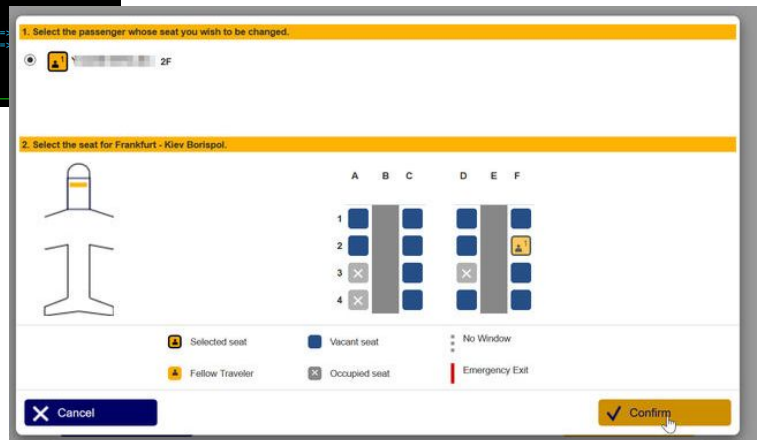 1. Select the passenger whose seat you wish to be changed.
1 2F
2. Select the seat for Frankfurt - Kiev Borispol.
A B C D E F
1
2 1
3
4
Selected seat Vacant seat No Window
Fellow Traveler Occupied seat Emergency Exit
Cancel Confirm